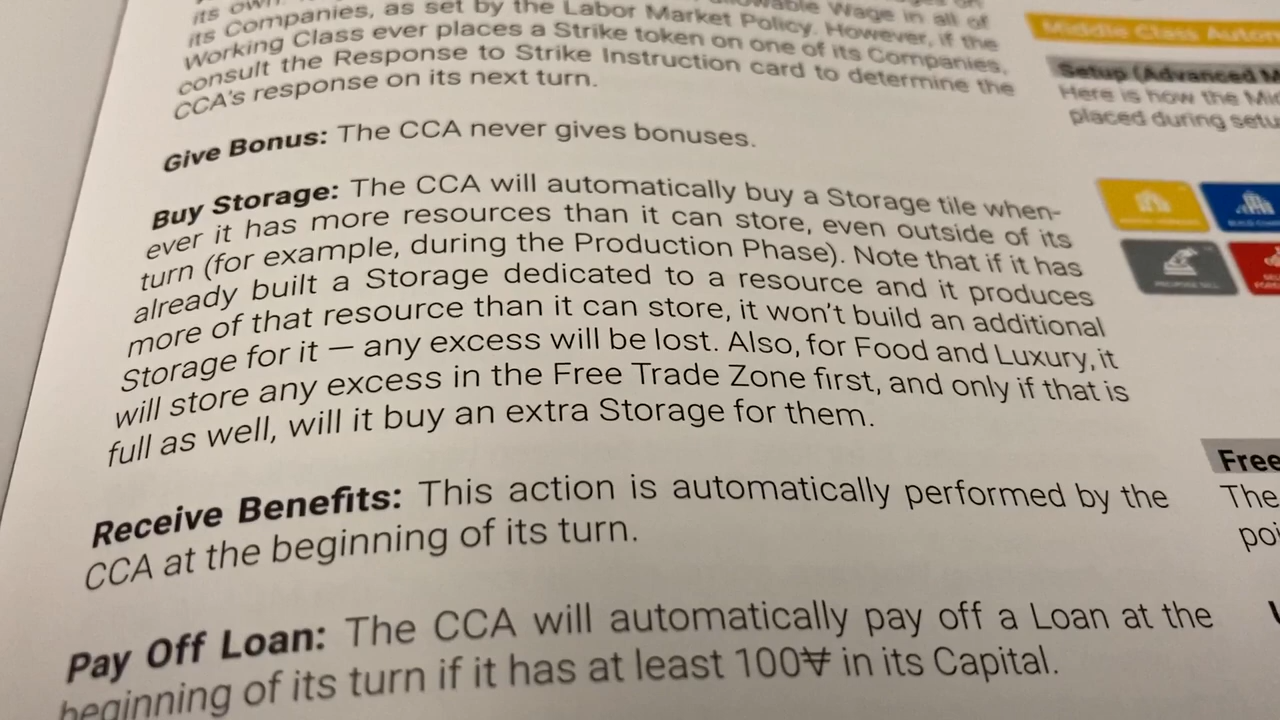 its own.
its Companies, as set by the Labor Market Policy. However, if the
Wage in all of
Working Class ever places a Strike token on one of its Companies,
consult the Response to Strike Instruction card to determine the
CCA's response on its next turn.
Give Bonus: The CCA never gives bonuses.
Buy Storage: The CCA will automatically buy a Storage tile when-
ever it has more resources than it can store, even outside of its
turn (for example, during the Production Phase). Note that if it has
already built a Storage dedicated to a resource and it produces
more of that resource than it can store, it won't build an additional
Storage for it — any excess will be lost. Also, for Food and Luxury, it
will store any excess in the Free Trade Zone first, and only if that is
full as well, will it buy an extra Storage for them.
Receive Benefits: This action is automatically performed by the
CCA at the beginning of its turn.
Pay Off Loan: The CCA will automatically pay off a Loan at the
beginning of its turn if it has at least 100₩ in its Capital.
Middle Class Autom
Setup (Advanced M
Here is how the Mid
placed during setu
PROPOSE BILL
Free
The
poi